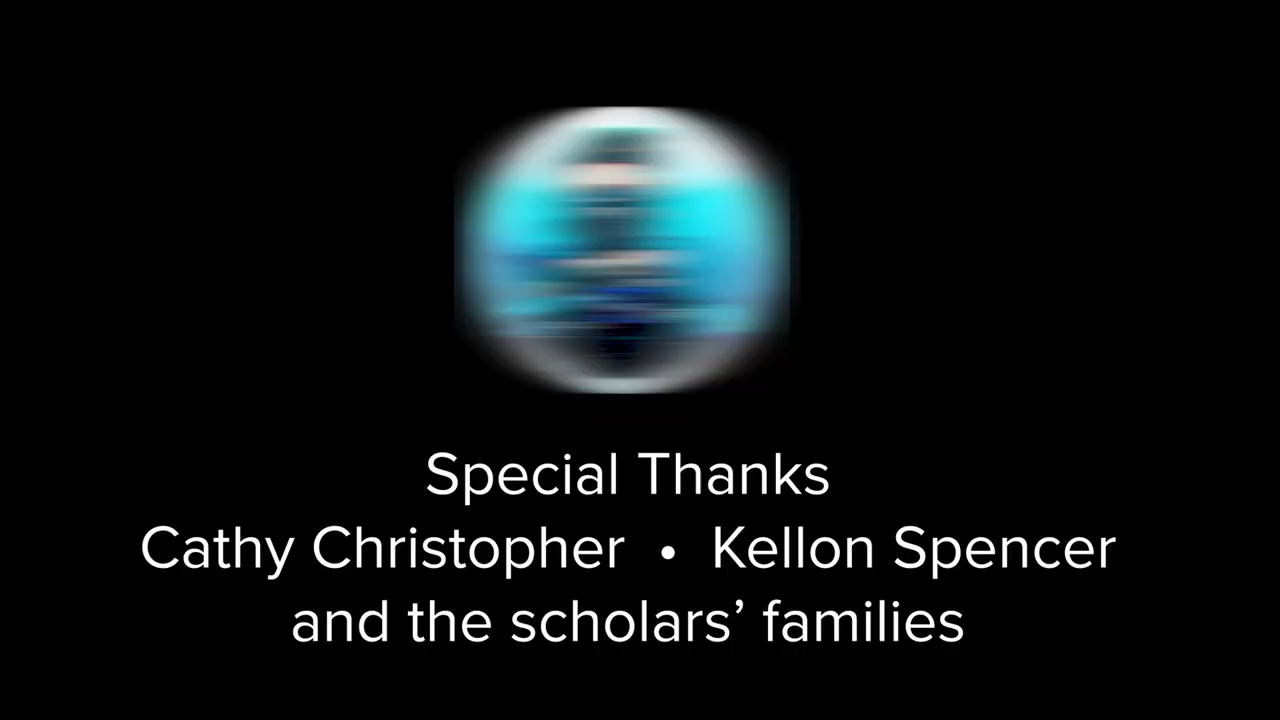 Special Thanks
Cathy Christopher • Kellon Spencer
and the scholars’ families